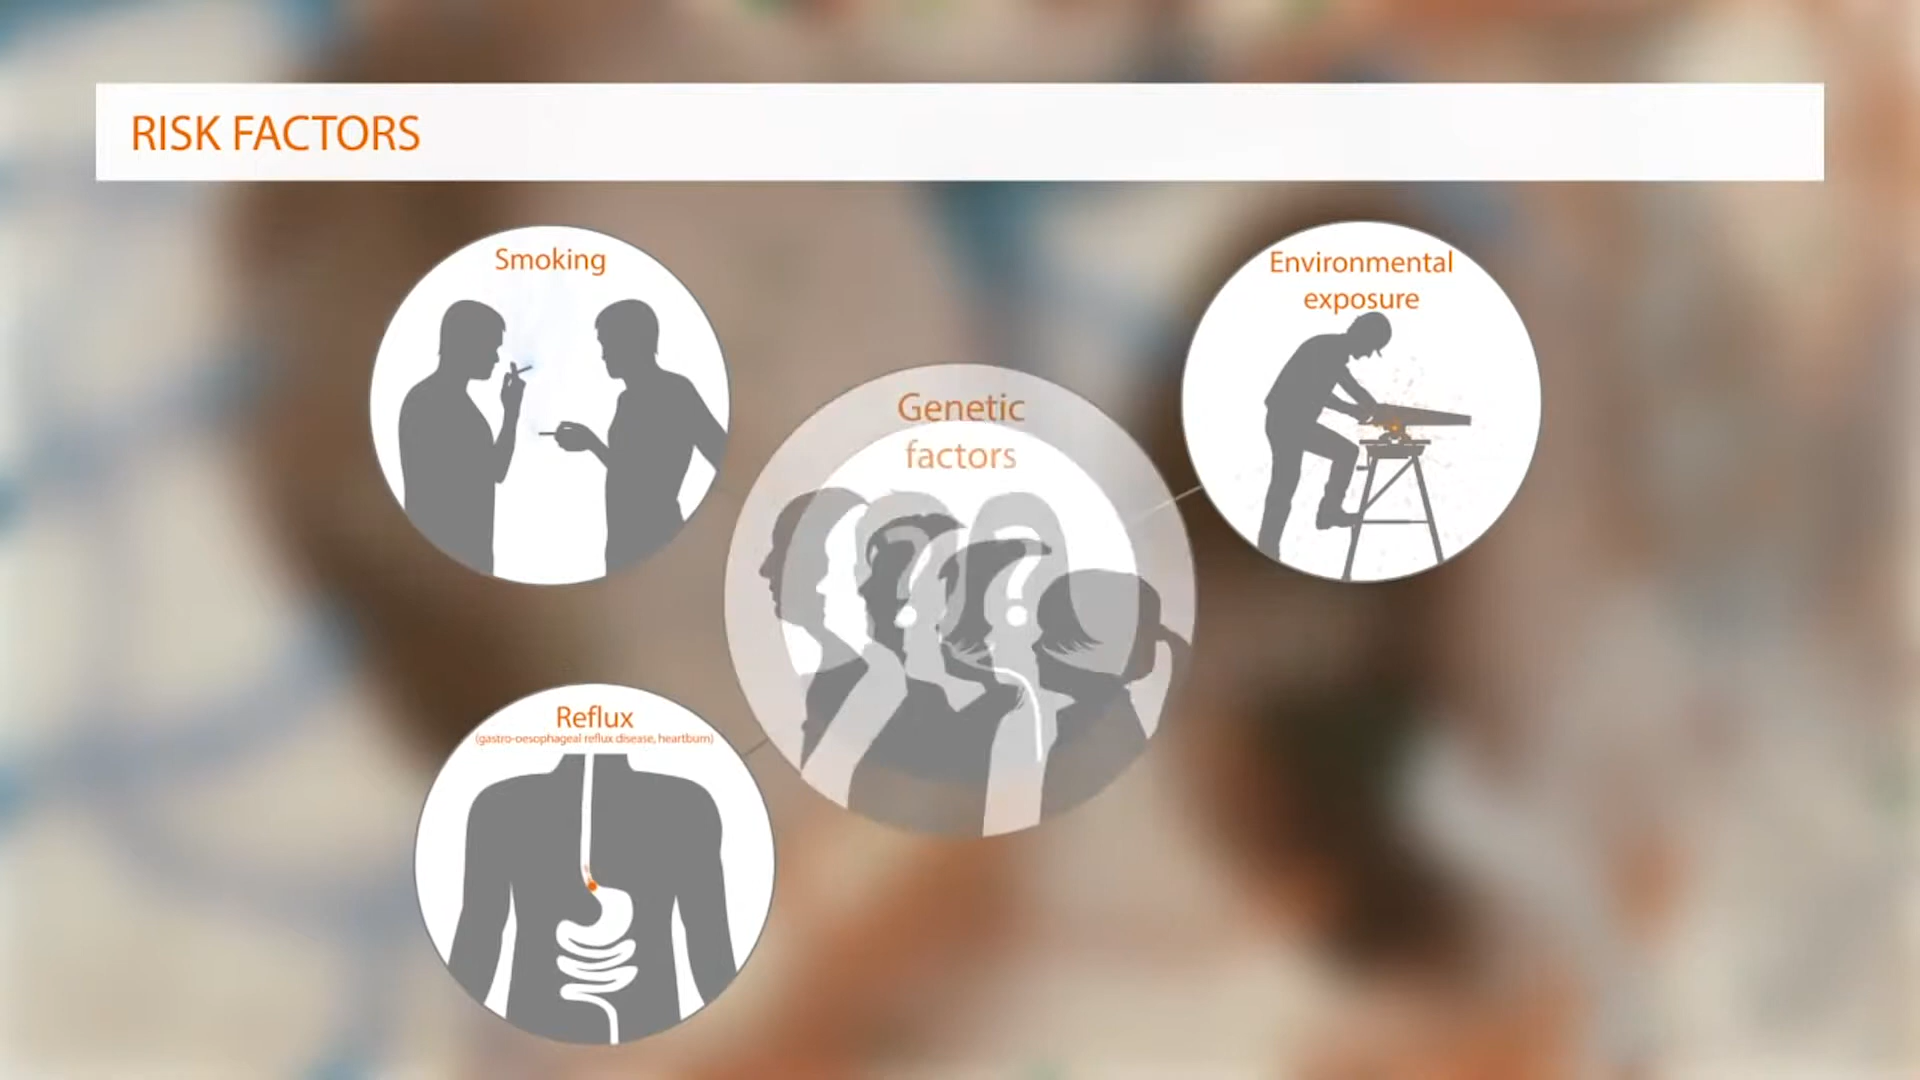 RISK FACTORS
Smoking
Environmental
exposure
Genetic
factors
? ?
Reflux
(gastro-oesophageal reflux disease, heartburn)